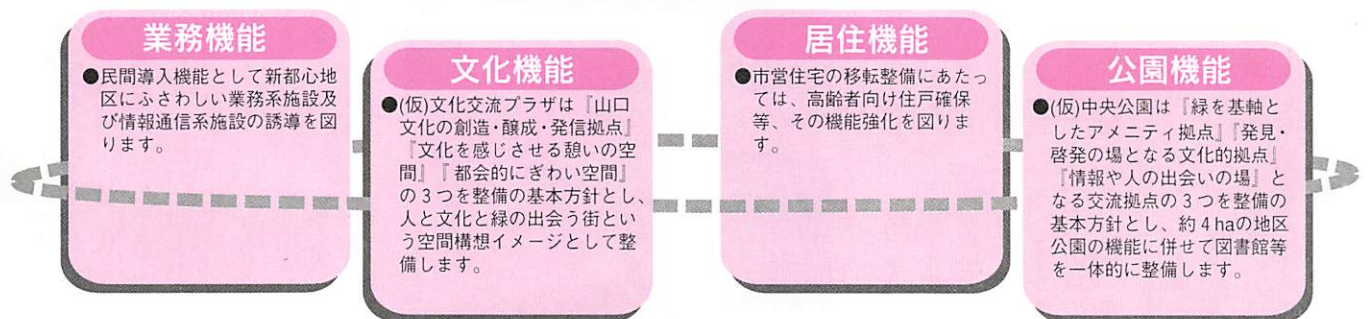 業務機能
●民間導入機能として新都心地
区にふさわしい業務系施設及
び情報通信系施設の誘導を図
ります。
文化機能
●(仮)文化交流プラザは『山口
文化の創造・醸成・発信拠点』
『文化を感じさせる憩いの空
間』『都会的にぎわい空間』
の3つを整備の基本方針とし、
人と文化と緑の出会う街とい
う空間構想イメージとして整
備します。
居住機能
●市営住宅の移転整備にあたっ
ては、高齢者向け住戸確保
等、その機能強化を図りま
す。
公園機能
●(仮)中央公園は『緑を基軸と
したアメニティ拠点』『発見・
啓発の場となる文化的拠点』
『情報や人の出会いの場』と
なる交流拠点の3つを整備の
基本方針とし、約4haの地区
公園の機能に併せて図書館等
を一体的に整備します。